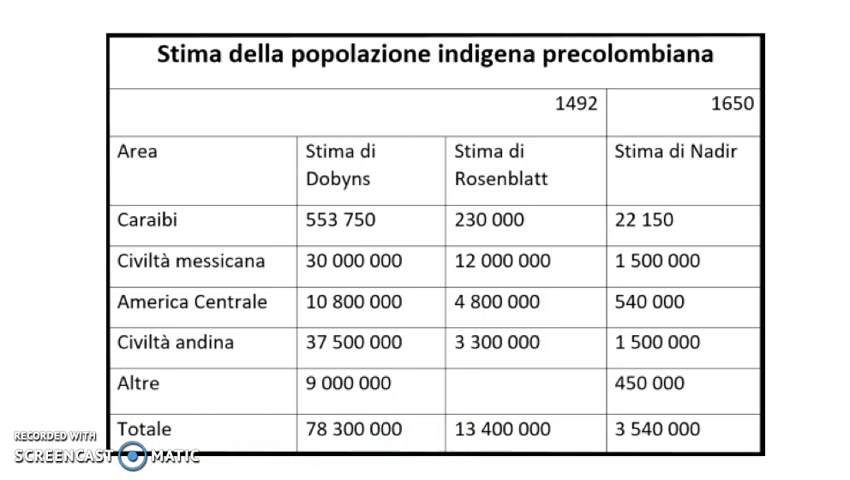 Stima della popolazione indigena precolombiana
1492 1650
Area Stima di Dobyns Stima di Rosenblatt Stima di Nadir
Caraibi 553 750 230 000 22 150
Civiltà messicana 30 000 000 12 000 000 1 500 000
America Centrale 10 800 000 4 800 000 540 000
Civiltà andina 37 500 000 3 300 000 1 500 000
Altre 9 000 000 450 000
Totale 78 300 000 13 400 000 3 540 000
RECORDED WITH
SCREENCAST MATIC